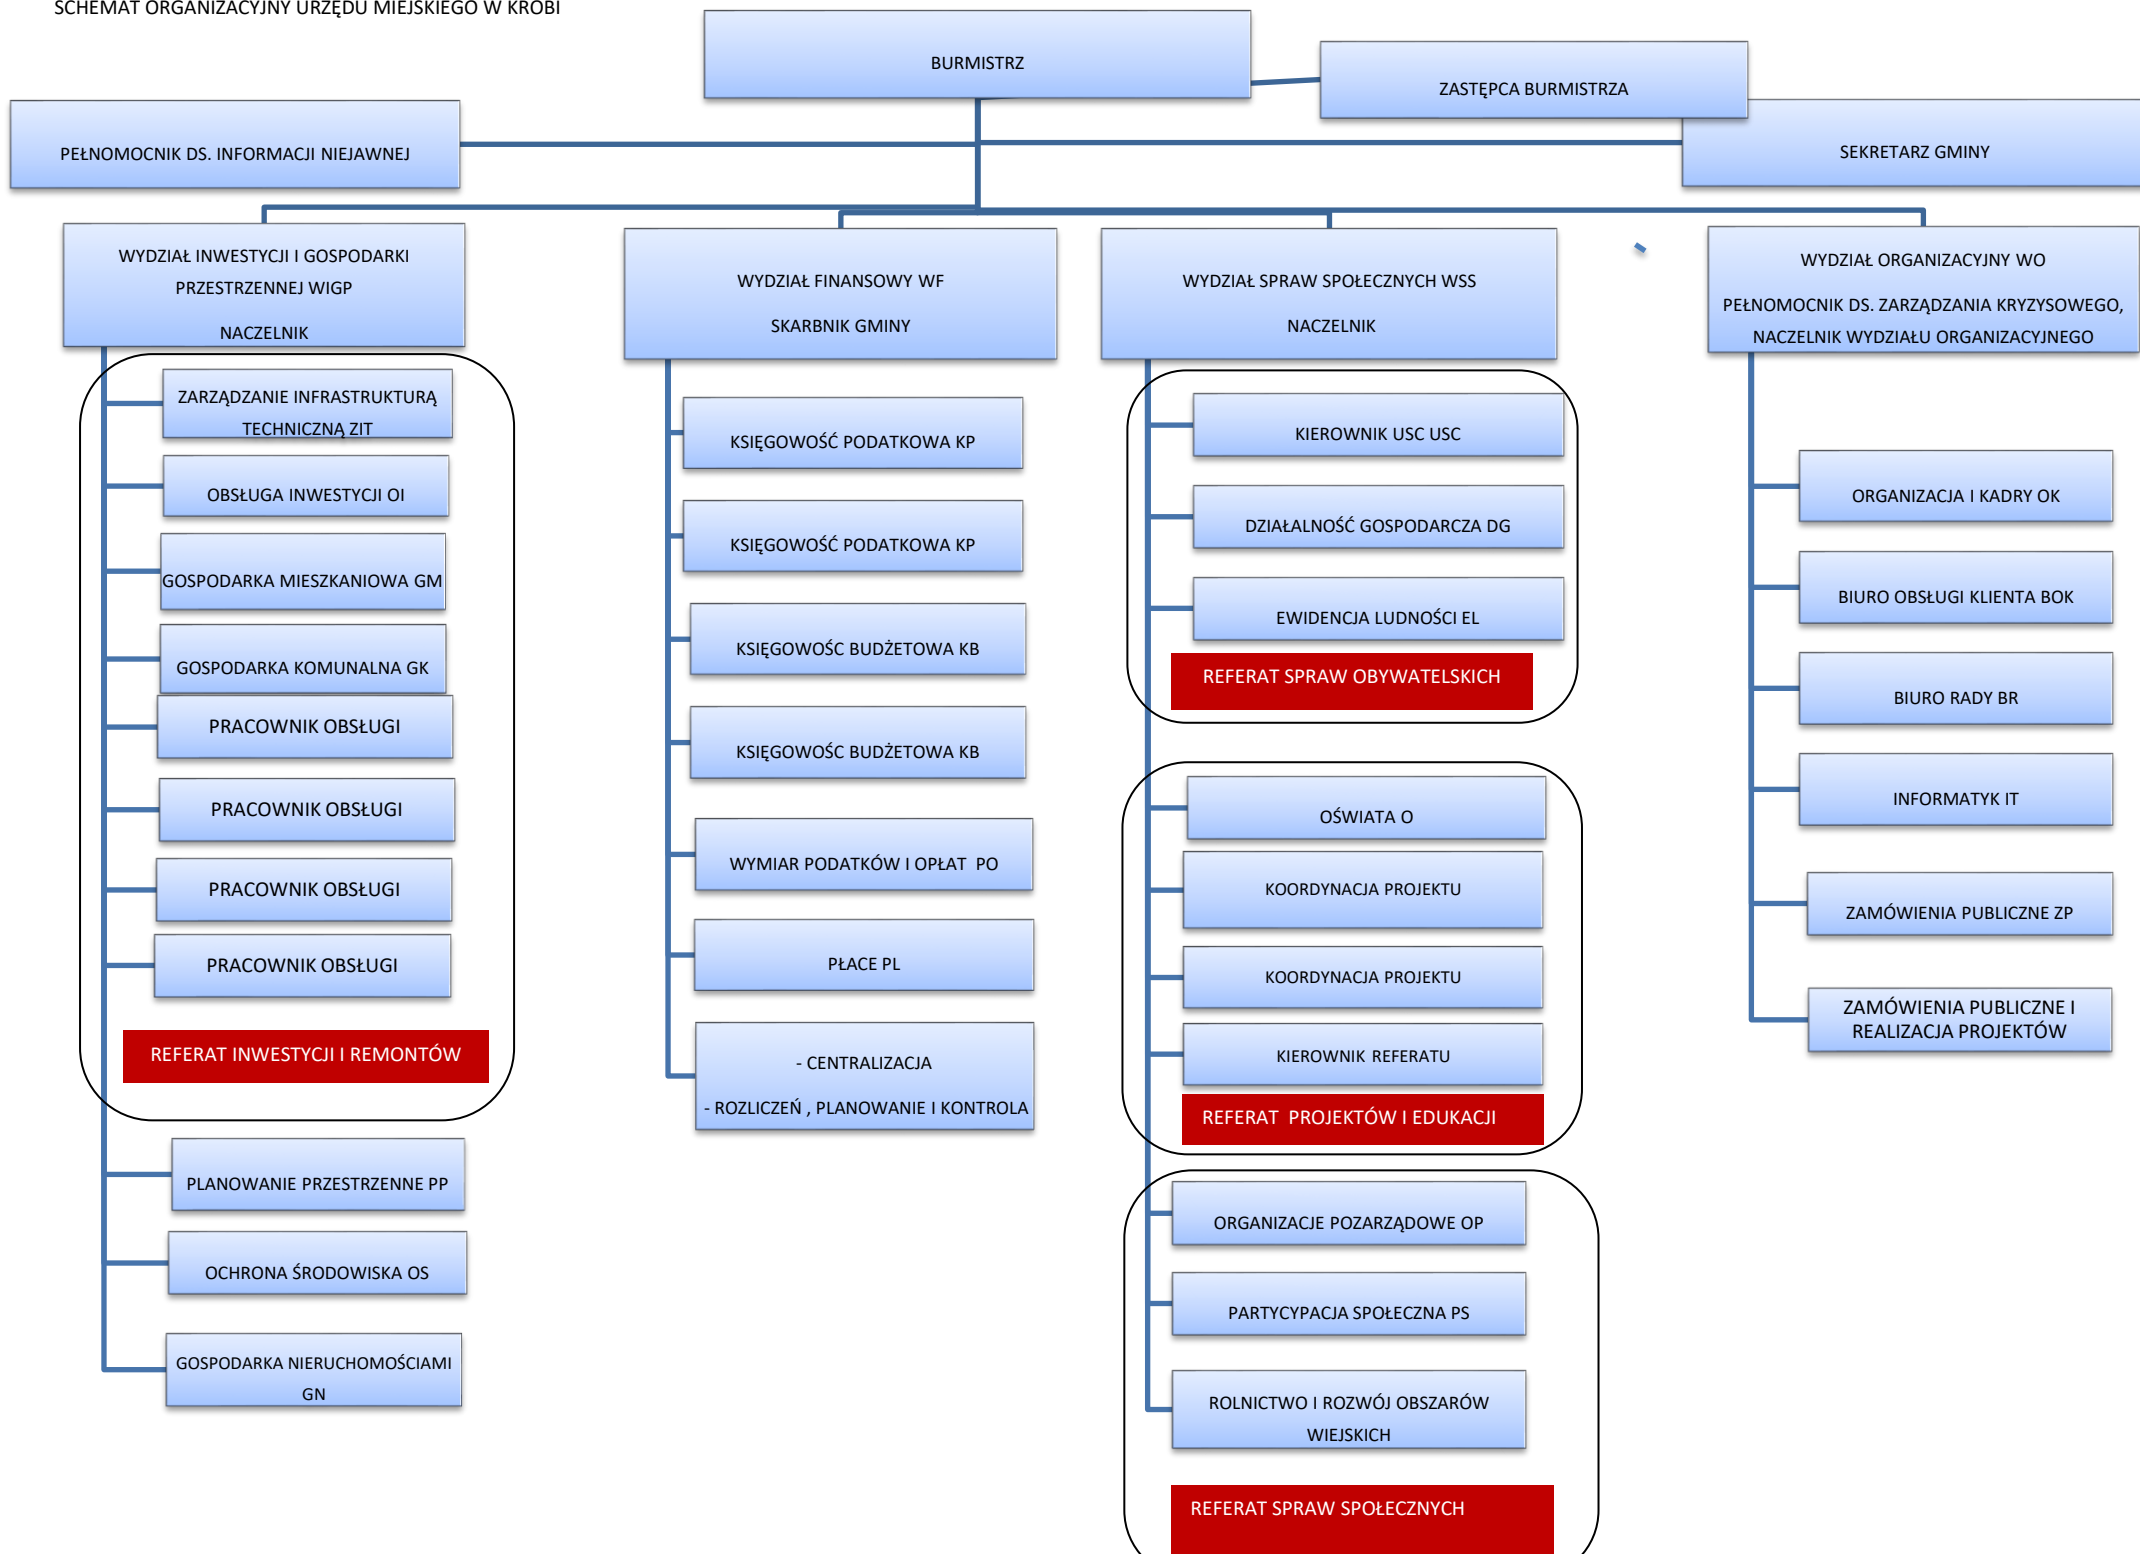 SCHEMAT ORGANIZACYJNY URZĘDU MIEJSKIEGO W KROBI
BURMISTRZ
ZASTĘPCA BURMISTRZA
PEŁNOMOCNIK DS. INFORMACJI NIEJAWNEJ
SEKRETARZ GMINY
WYDZIAŁ INWESTYCJI I GOSPODARKI
PRZESTRZENNEJ WIGP
NACZELNIK
ZARZĄDZANIE INFRASTRUKTURĄ
TECHNICZNĄ ZIT
OBSŁUGA INWESTYCJI OI
GOSPODARKA MIESZKANIOWA GM
GOSPODARKA KOMUNALNA GK
PRACOWNIK OBSŁUGI
PRACOWNIK OBSŁUGI
PRACOWNIK OBSŁUGI
PRACOWNIK OBSŁUGI
REFERAT INWESTYCJI I REMONTÓW
PLANOWANIE PRZESTRZENNE PP
OCHRONA ŚRODOWISKA OS
GOSPODARKA NIERUCHOMOŚCIAMI
GN
WYDZIAŁ FINANSOWY WF
SKARBNIK GMINY
KSIĘGOWOŚĆ PODATKOWA KP
KSIĘGOWOŚĆ PODATKOWA KP
KSIĘGOWOŚC BUDŻETOWA KB
KSIĘGOWOŚC BUDŻETOWA KB
WYMIAR PODATKÓW I OPŁAT  PO
PŁACE PL
- CENTRALIZACJA
- ROZLICZEŃ , PLANOWANIE I KONTROLA
WYDZIAŁ SPRAW SPOŁECZNYCH WSS
NACZELNIK
KIEROWNIK USC USC
DZIAŁALNOŚĆ GOSPODARCZA DG
EWIDENCJA LUDNOŚCI EL
REFERAT SPRAW OBYWATELSKICH
OŚWIATA O
KOORDYNACJA PROJEKTU
KOORDYNACJA PROJEKTU
KIEROWNIK REFERATU
REFERAT  PROJEKTÓW I EDUKACJI
ORGANIZACJE POZARZĄDOWE OP
PARTYCYPACJA SPOŁECZNA PS
ROLNICTWO I ROZWÓJ OBSZARÓW
WIEJSKICH
REFERAT SPRAW SPOŁECZNYCH
WYDZIAŁ ORGANIZACYJNY WO
PEŁNOMOCNIK DS. ZARZĄDZANIA KRYZYSOWEGO,
NACZELNIK WYDZIAŁU ORGANIZACYJNEGO
ORGANIZACJA I KADRY OK
BIURO OBSŁUGI KLIENTA BOK
BIURO RADY BR
INFORMATYK IT
ZAMÓWIENIA PUBLICZNE ZP
ZAMÓWIENIA PUBLICZNE I
REALIZACJA PROJEKTÓW